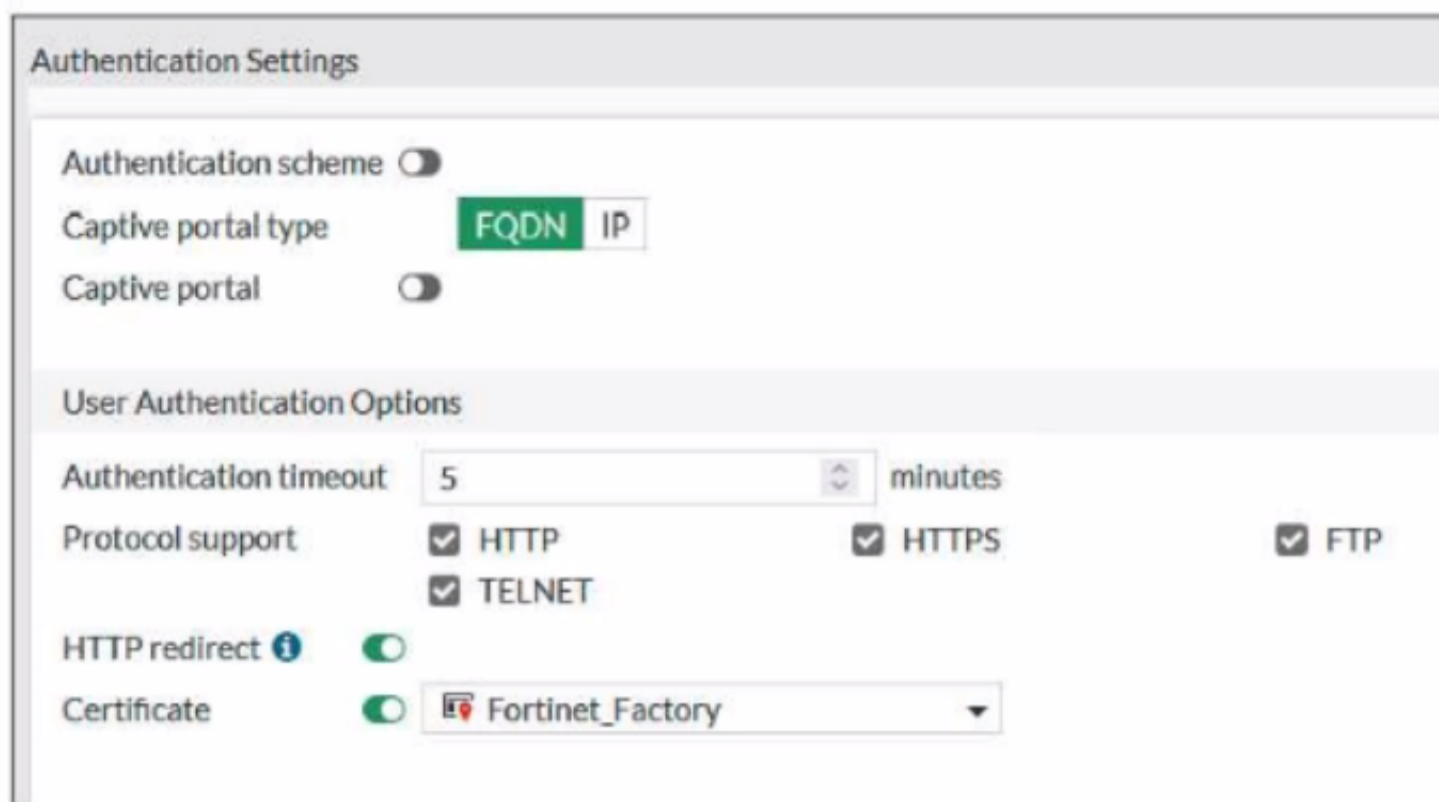 Authentication Settings
Authentication scheme
Captive portal type FQDN IP
Captive portal
User Authentication Options
Authentication timeout 5 minutes
Protocol support HTTP HTTPS FTP
TELNET
HTTP redirect
Certificate Fortinet_Factory